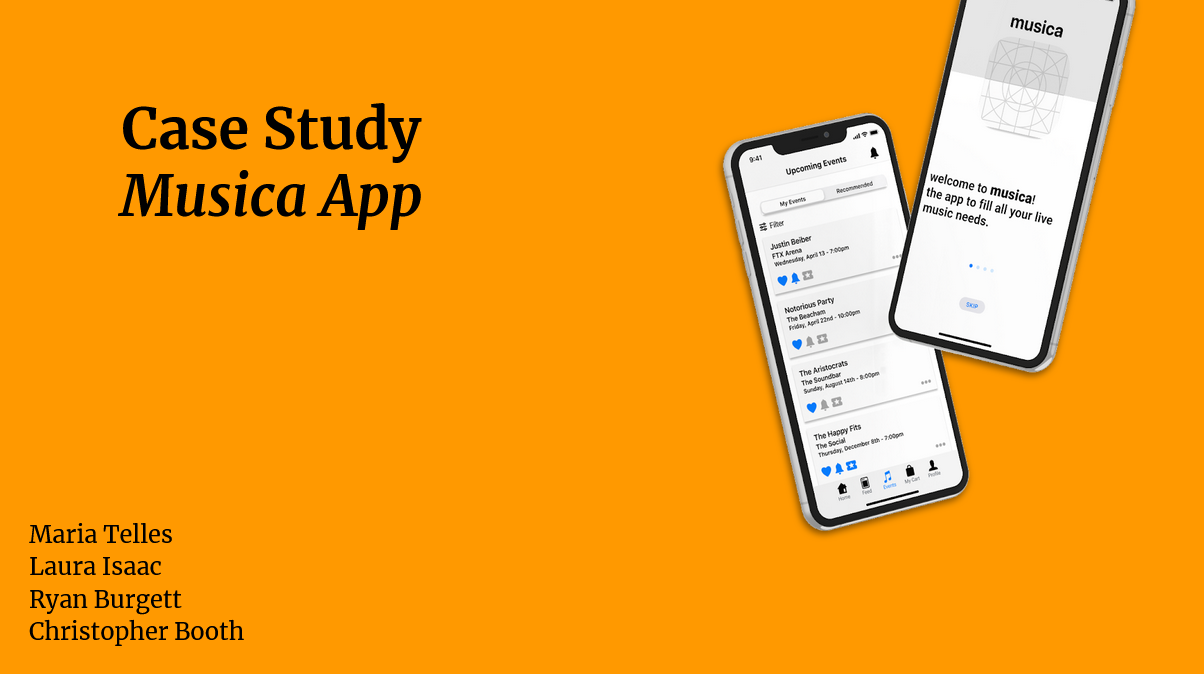 Case Study
Musica App
musica
welcome to musica!
the app to fill all your live
music needs.
SKIP
9:41
Upcoming Events
My Events
Recommended
Filter
Justin Beiber
FTX Arena
Wednesday, April 13 - 7:00pm
Notorious Party
The Beacham
Friday, April 22nd - 10:00pm
The Aristocrats
The Soundbar
Sunday, August 14th - 9:00pm
The Happy Fits
The Social
Thursday, December 8th - 7:00pm
Home
Feed
Events
My Cart
Profile
Maria Telles
Laura Isaac
Ryan Burgett
Christopher Booth